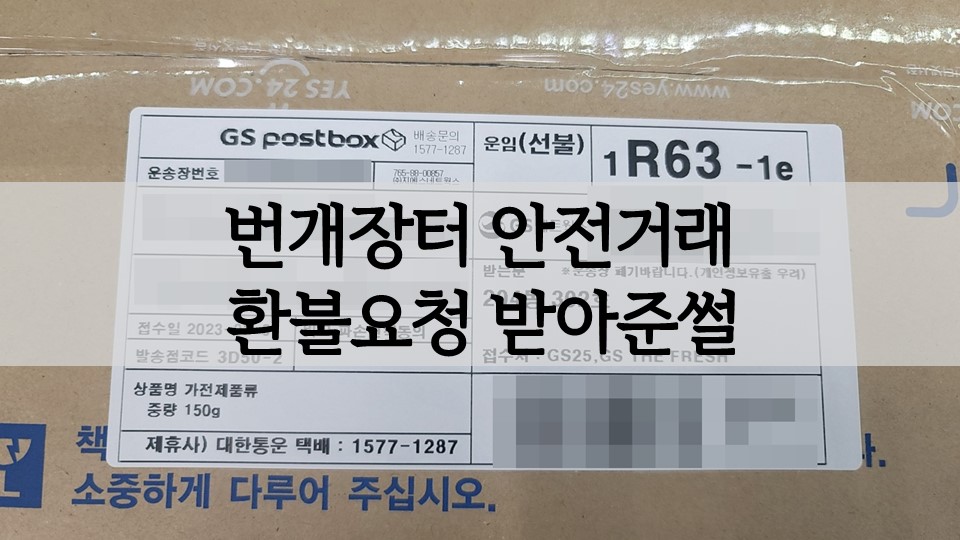 YES 24.COM
www.yes24.com
COM
GS postbox
배송문의
1577-1287
운임(선불)
1R63 -1e
운송장번호
765-88-00857
번개장터 안전거래
환불요청 받아준썰
받는분
※운송장 폐기바랍니다.(개인정보유출 우려)
접수일 2023
발송점코드 3D50-2
접수처 : GS25,GS THE FRESH
상품명 가전제품류
중량 150g
제휴사) 대한통운 택배 : 1577-1287
책
소중하게 다루어 주십시오.